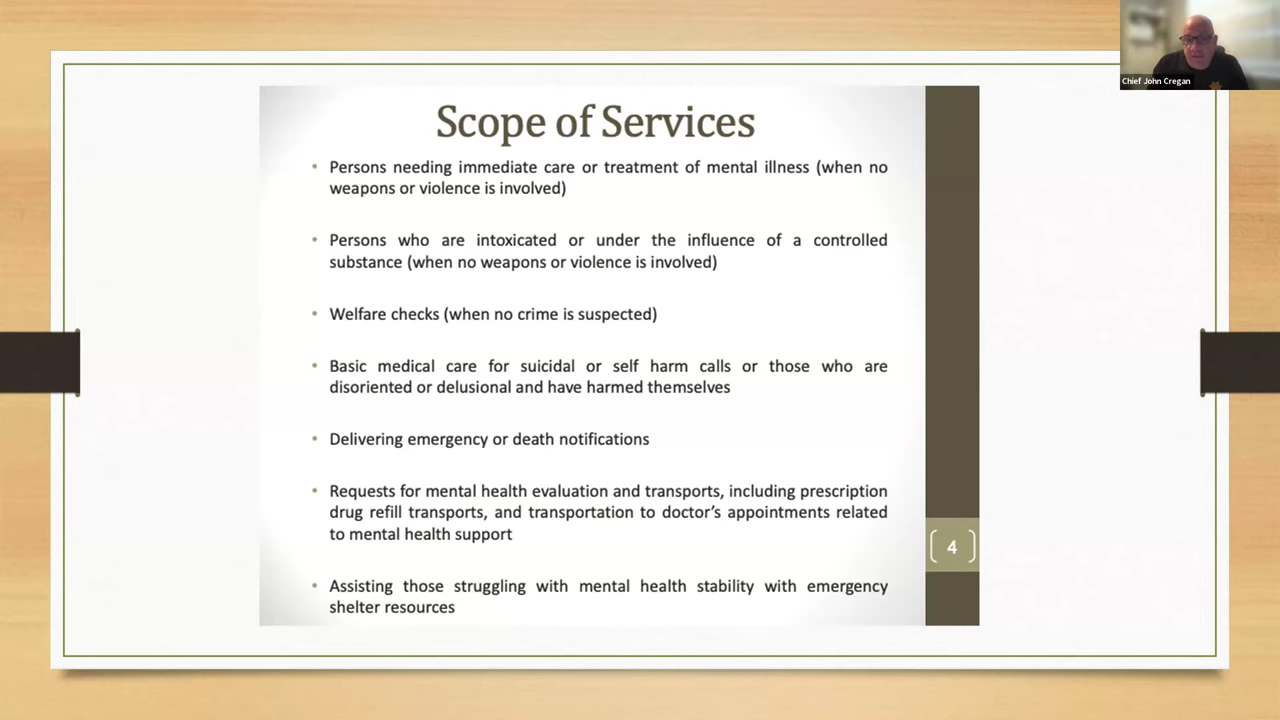 Chief John Cregan
Scope of Services
• Persons needing immediate care or treatment of mental illness (when no
weapons or violence is involved)
• Persons who are intoxicated or under the influence of a controlled
substance (when no weapons or violence is involved)
• Welfare checks (when no crime is suspected)
• Basic medical care for suicidal or self harm calls or those who are
disoriented or delusional and have harmed themselves
• Delivering emergency or death notifications
• Requests for mental health evaluation and transports, including prescription
drug refill transports, and transportation to doctor’s appointments related
to mental health support
• Assisting those struggling with mental health stability with emergency
shelter resources
4